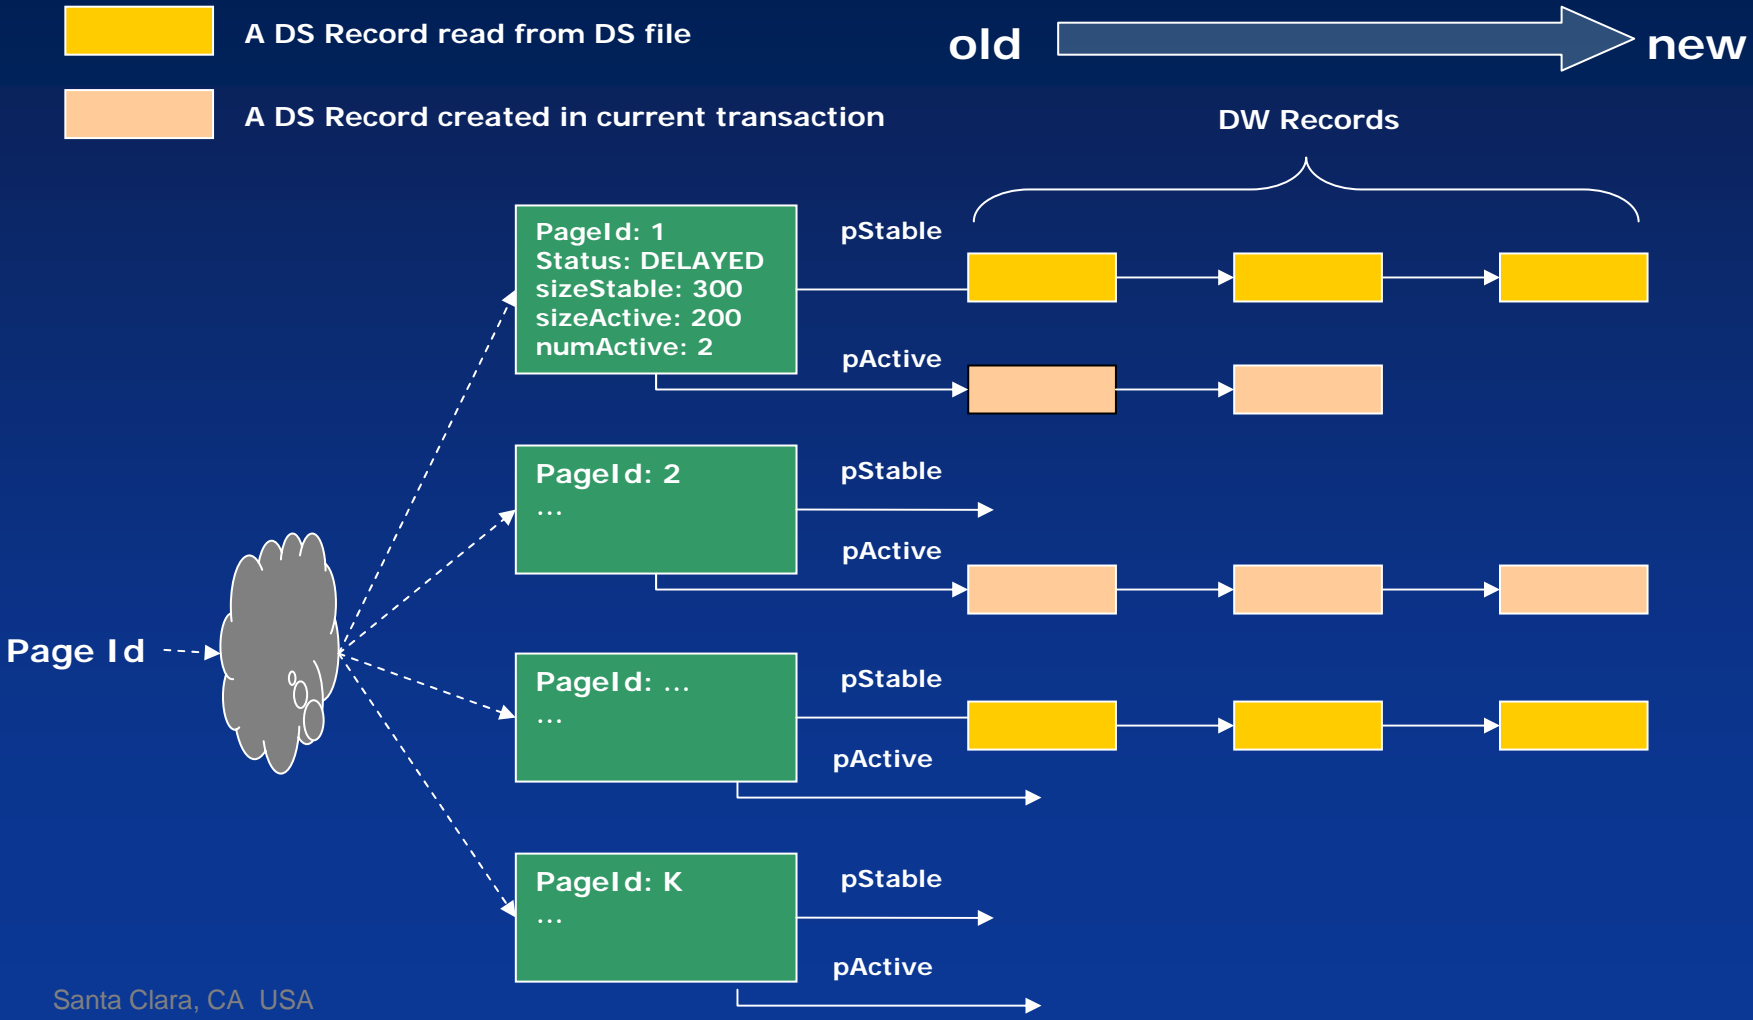 A DS Record read from DS file
old
new
A DS Record created in current transaction
DW Records
PageId: 1
Status: DELAYED
sizeStable: 300
sizeActive: 200
numActive: 2
pStable
pActive
PageId: 2
...
pStable
pActive
Page Id
PageId: ...
...
pStable
pActive
PageId: K
...
pStable
pActive
Santa Clara, CA USA